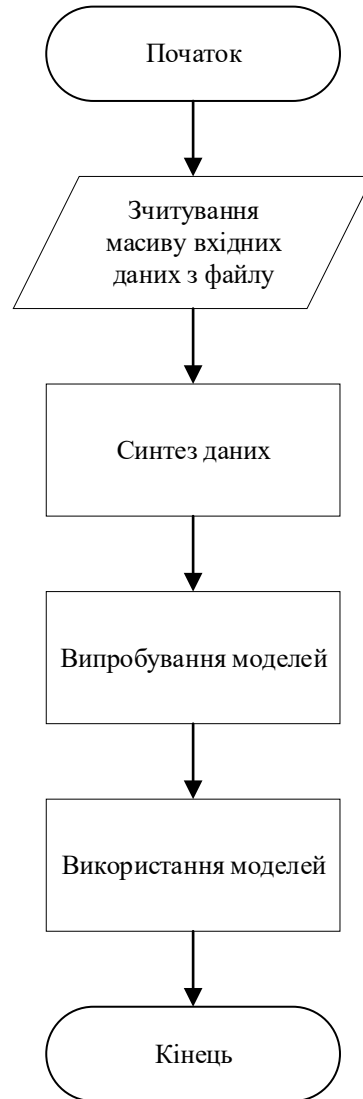 Початок
Зчитування
масиву вхідних
даних з файлу
Синтез даних
Випробування моделей
Використання моделей
Кінець